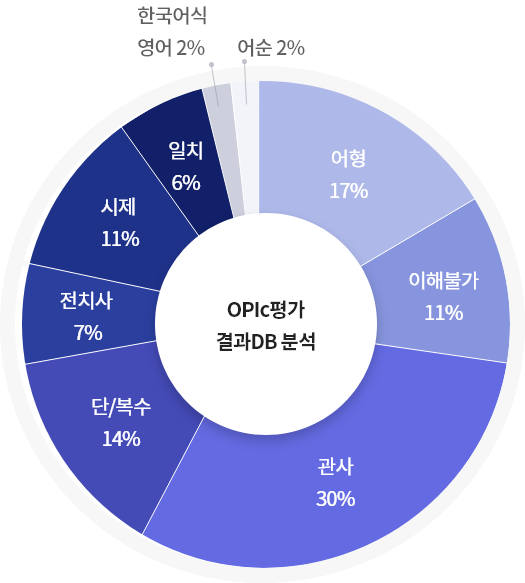 한국어식
영어 2%
어순 2%
어형
17%
이해불가
11%
관사
30%
단/복수
14%
전치사
7%
시제
11%
일치
6%
OPIc평가
결과DB 분석